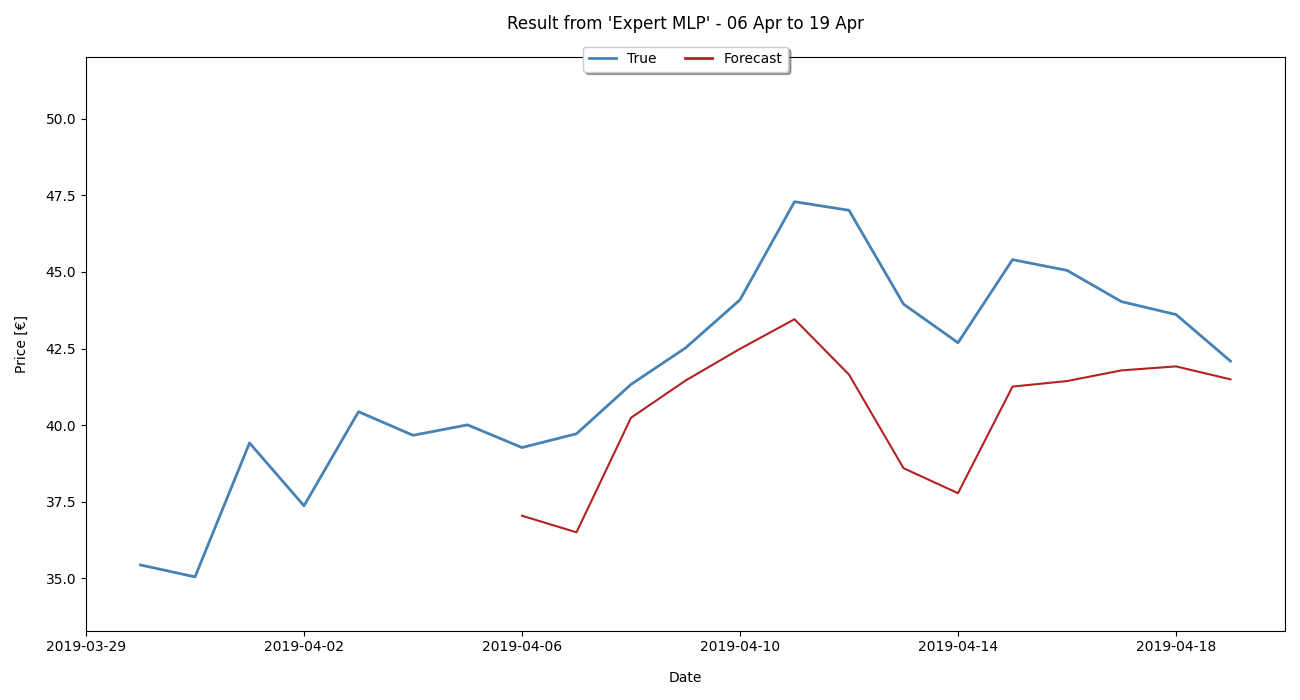 Result from 'Expert MLP' - 06 Apr to 19 Apr
True Forecast
50.0
47.5
45.0
42.5
40.0
37.5
35.0
Price [€]
2019-03-29 2019-04-02 2019-04-06 2019-04-10 2019-04-14 2019-04-18
Date